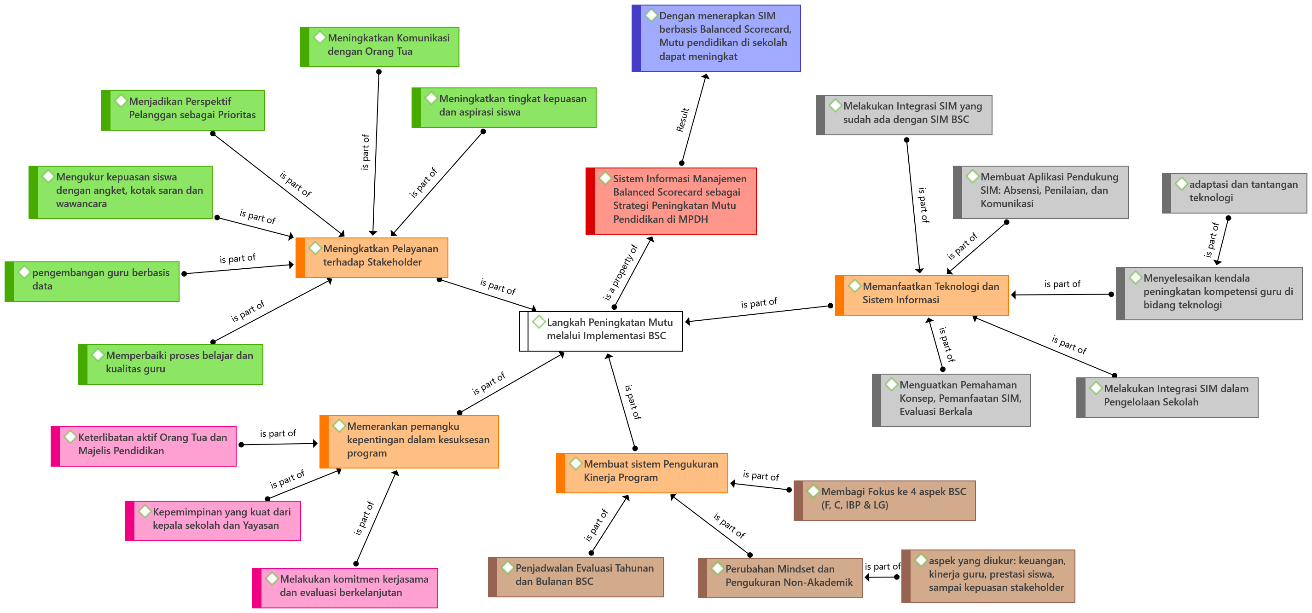 Dengan menerapkan SIM
berbasis Balanced Scorecard,
Mutu pendidikan di sekolah
dapat meningkat
Result
Sistem Informasi Manajemen
Balanced Scorecard sebagai
Strategi Peningkatan Mutu
Pendidikan di MPDH
is a property of
Langkah Peningkatan Mutu
melalui Implementasi BSC
Meningkatkan Komunikasi
dengan Orang Tua
is part of
Menjadikan Perspektif
Pelanggan sebagai Prioritas
is part of
Meningkatkan tingkat kepuasan
dan aspirasi siswa
is part of
Mengukur kepuasan siswa
dengan angket, kotak saran dan
wawancara
is part of
pengembangan guru berbasis
data
is part of
Memperbaiki proses belajar dan
kualitas guru
is part of
Meningkatkan Pelayanan
terhadap Stakeholder
is part of
Melakukan Integrasi SIM yang
sudah ada dengan SIM BSC
is part of
Membuat Aplikasi Pendukung
SIM: Absensi, Penilaian, dan
Komunikasi
is part of
adaptasi dan tantangan
teknologi
is part of
Menyelesaikan kendala
peningkatan kompetensi guru di
bidang teknologi
is part of
Memanfaatkan Teknologi dan
Sistem Informasi
is part of
Menguatkan Pemahaman
Konsep, Pemanfaatan SIM,
Evaluasi Berkala
is part of
Melakukan Integrasi SIM dalam
Pengelolaan Sekolah
is part of
Memerankan pemangku
kepentingan dalam kesuksesan
program
is part of
Keterlibatan aktif Orang Tua dan
Majelis Pendidikan
is part of
Kepemimpinan yang kuat dari
kepala sekolah dan Yayasan
is part of
Melakukan komitmen kerjasama
dan evaluasi berkelanjutan
is part of
Membuat sistem Pengukuran
Kinerja Program
is part of
Membagi Fokus ke 4 aspek BSC
(F, C, IBP & LG)
is part of
Penjadwalan Evaluasi Tahunan
dan Bulanan BSC
is part of
Perubahan Mindset dan
Pengukuran Non-Akademik
is part of
aspek yang diukur: keuangan,
kinerja guru, prestasi siswa,
sampai kepuasan stakeholder
is part of